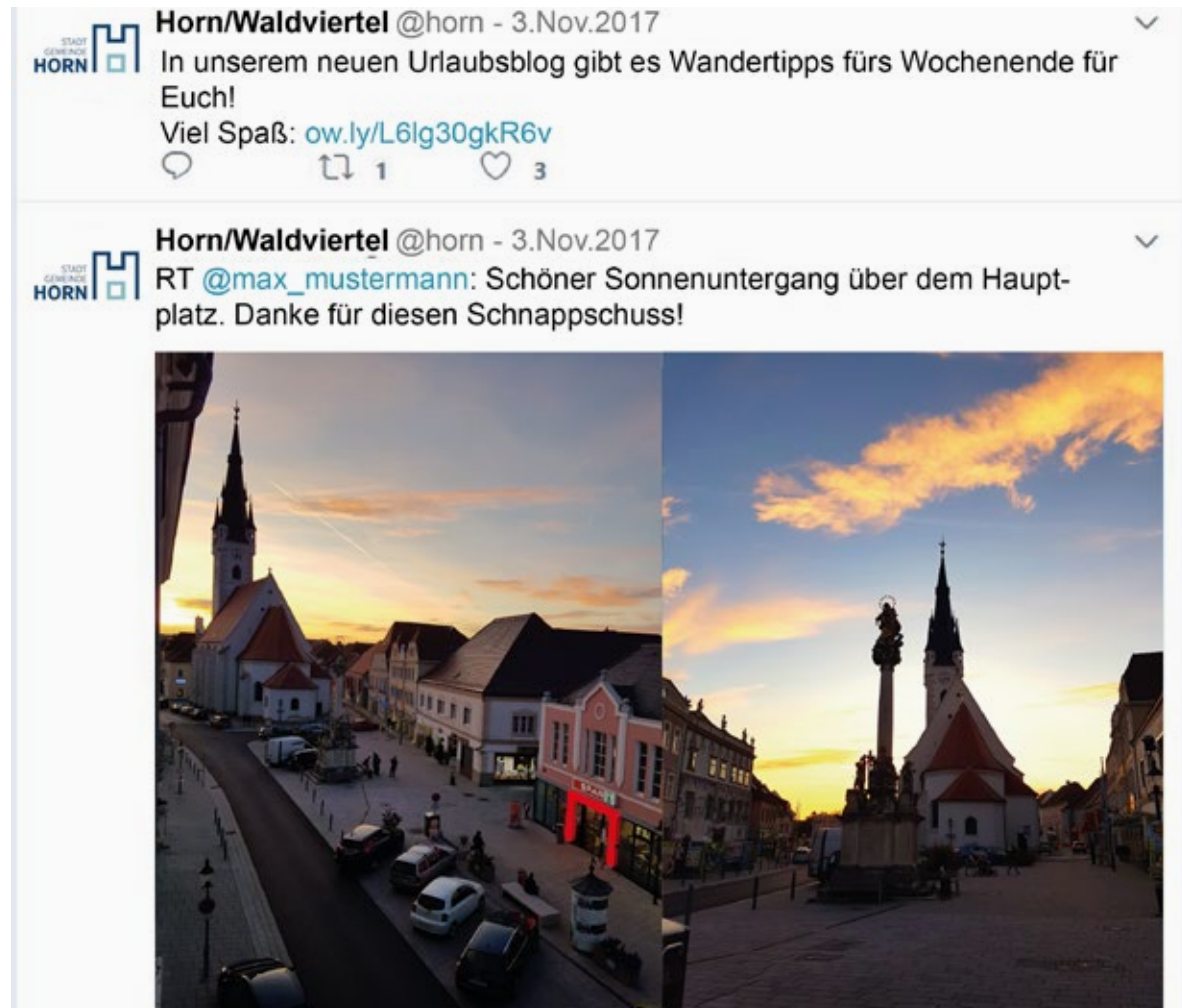 STADT
GEMEINDE
HORN
Horn/Waldviertel @horn - 3.Nov.2017
In unserem neuen Urlaubsblog gibt es Wandertipps fürs Wochenende für
Euch!
Viel Spaß: ow.ly/L6lg30gkR6v
1 3
STADT
GEMEINDE
HORN
Horn/Waldviertel @horn - 3.Nov.2017
RT @max_mustermann: Schöner Sonnenuntergang über dem Haupt-
platz. Danke für diesen Schnappschuss!
SPAR